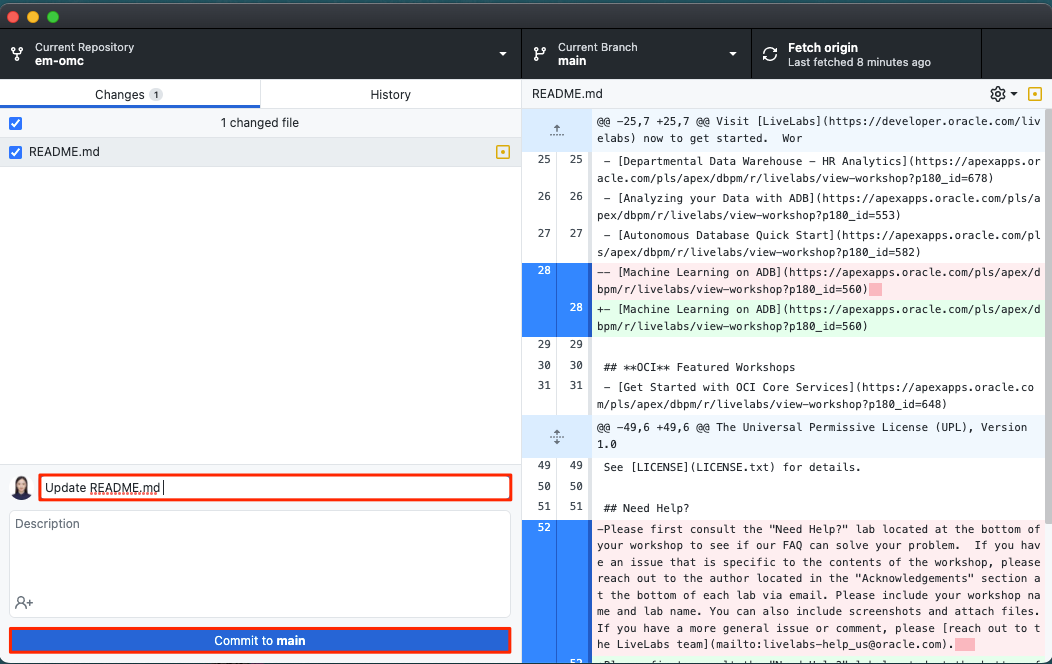 Current Repository
em-omc
Current Branch
main
Fetch origin
Last fetched 8 minutes ago
Changes 1
History
README.md
1 changed file
README.md
@@ -25,7 +25,7 @@ Visit [LiveLabs](https://developer.oracle.com/liv
elabs) now to get started.  Wor
25 25 - [Departmental Data Warehouse - HR Analytics](https://apexapps.or
acle.com/pls/apex/dbpm/r/livelabs/view-workshop?p180_id=678)
26 26 - [Analyzing your Data with ADB](https://apexapps.oracle.com/pls/a
pex/dbpm/r/livelabs/view-workshop?p180_id=553)
27 27 - [Autonomous Database Quick Start](https://apexapps.oracle.com/pl
s/apex/dbpm/r/livelabs/view-workshop?p180_id=582)
28 -- [Machine Learning on ADB](https://apexapps.oracle.com/pls/apex/d
bpm/r/livelabs/view-workshop?p180_id=560)
28 +- [Machine Learning on ADB](https://apexapps.oracle.com/pls/apex/d
bpm/r/livelabs/view-workshop?p180_id=560)
29 29
30 30 ## **OCI** Featured Workshops
31 31 - [Get Started with OCI Core Services](https://apexapps.oracle.co
m/pls/apex/dbpm/r/livelabs/view-workshop?p180_id=648)
@@ -49,6 +49,6 @@ The Universal Permissive License (UPL), Version
1.0
49 49 See [LICENSE](LICENSE.txt) for details.
50 50
51 51 ## Need Help?
52 -Please first consult the "Need Help?" lab located at the bottom of
your workshop to see if our FAQ can solve your problem.  If you hav
e an issue that is specific to the contents of the workshop, please
reach out to the author located in the "Acknowledgements" section a
t the bottom of each lab via email. Please include your workshop na
me and lab name. You can also include screenshots and attach files.
If you have a more general issue or comment, please [reach out to t
he LiveLabs team](mailto:livelabs-help_us@oracle.com).
Update README.md
Description
Commit to main